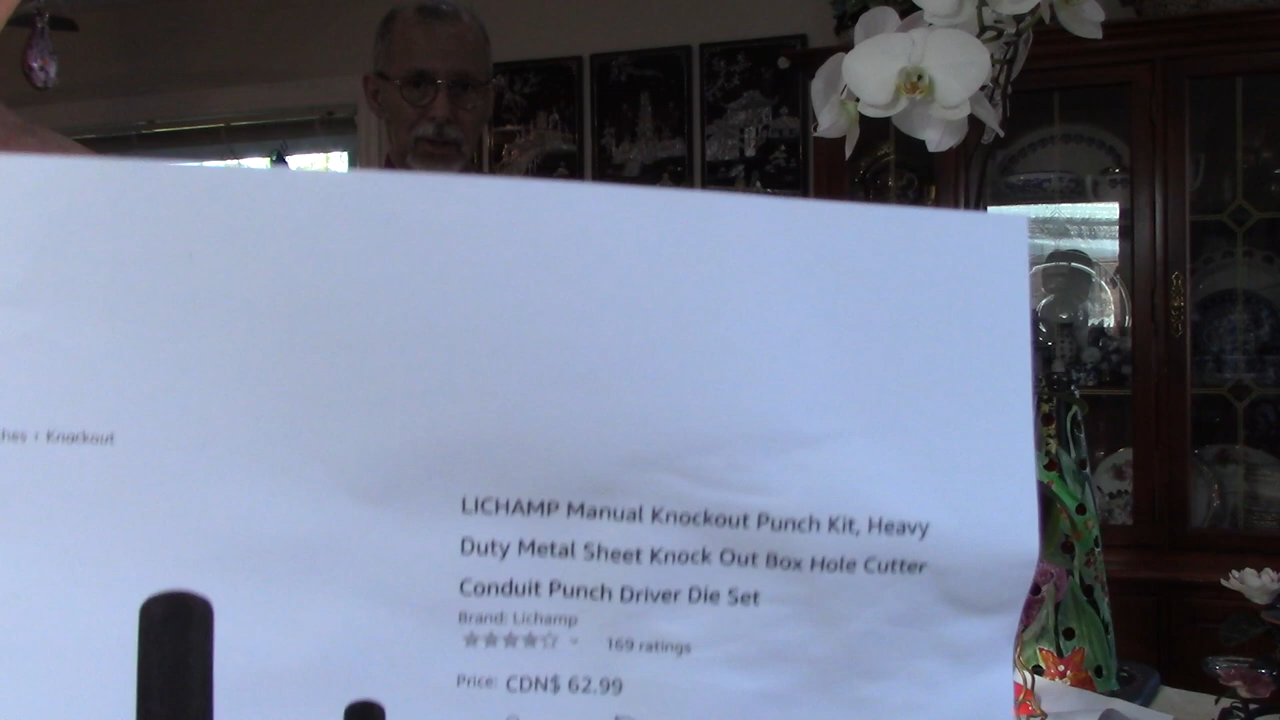 hes › Knockout
LICHAMP Manual Knockout Punch Kit, Heavy
Duty Metal Sheet Knock Out Box Hole Cutter
Conduit Punch Driver Die Set
Brand: Lichamp
169 ratings
Price: CDN$ 62.99